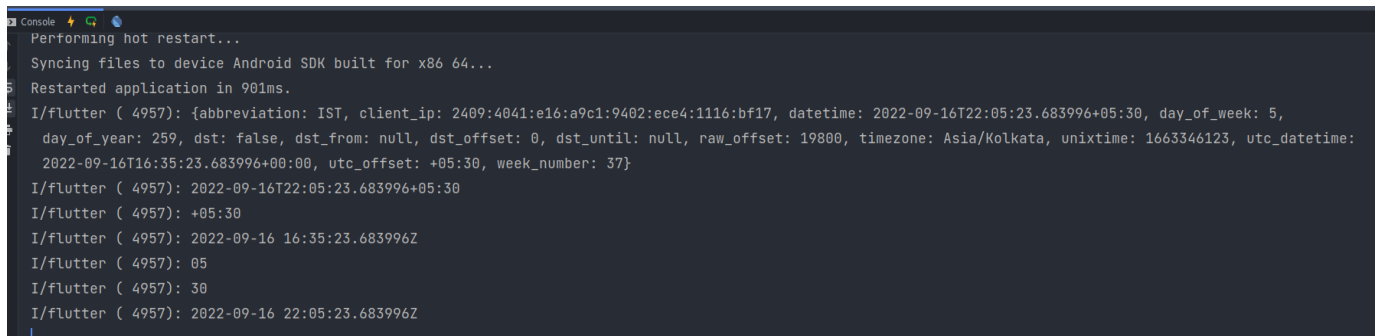 Console
Performing hot restart...
Syncing files to device Android SDK built for x86 64...
Restarted application in 901ms.
I/flutter ( 4957): {abbreviation: IST, client_ip: 2409:4041:e16:a9c1:9402:ece4:1116:bf17, datetime: 2022-09-16T22:05:23.683996+05:30, day_of_week: 5,
day_of_year: 259, dst: false, dst_from: null, dst_offset: 0, dst_until: null, raw_offset: 19800, timezone: Asia/Kolkata, unixtime: 1663346123, utc_datetime:
2022-09-16T16:35:23.683996+00:00, utc_offset: +05:30, week_number: 37}
I/flutter ( 4957): 2022-09-16T22:05:23.683996+05:30
I/flutter ( 4957): +05:30
I/flutter ( 4957): 2022-09-16 16:35:23.683996Z
I/flutter ( 4957): 05
I/flutter ( 4957): 30
I/flutter ( 4957): 2022-09-16 22:05:23.683996Z